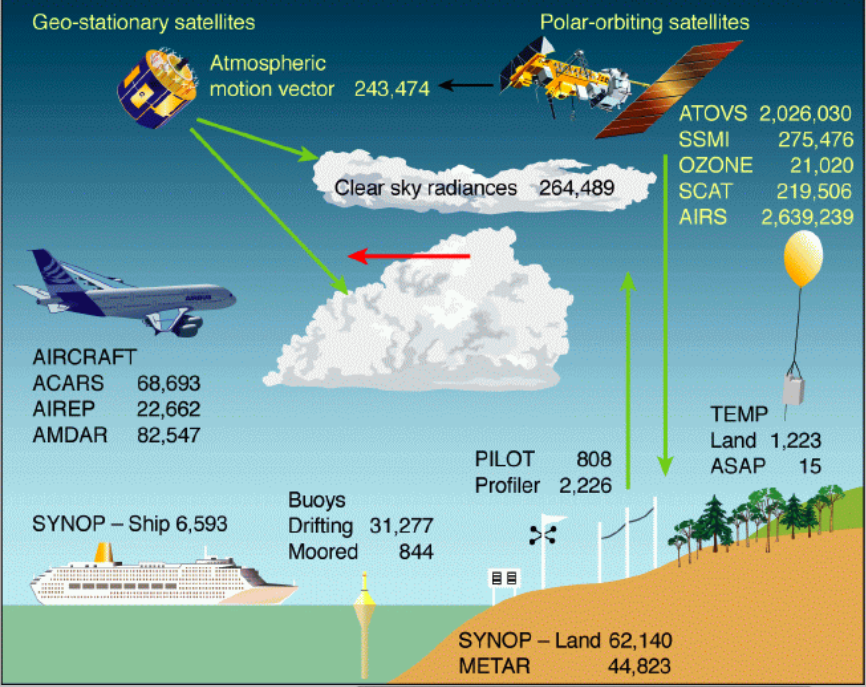 Geo-stationary satellites
Polar-orbiting satellites
Atmospheric
motion vector 243,474
ATOVS 2,026,030
SSMI 275,476
OZONE 21,020
SCAT 219,506
AIRS 2,639,239
Clear sky radiances 264,489
AIRBUS
AIRCRAFT
ACARS 68,693
AIREP 22,662
AMDAR 82,547
TEMP
Land 1,223
ASAP 15
PILOT 808
Profiler 2,226
Buoys
Drifting 31,277
Moored 844
SYNOP – Ship 6,593
SYNOP – Land 62,140
METAR 44,823